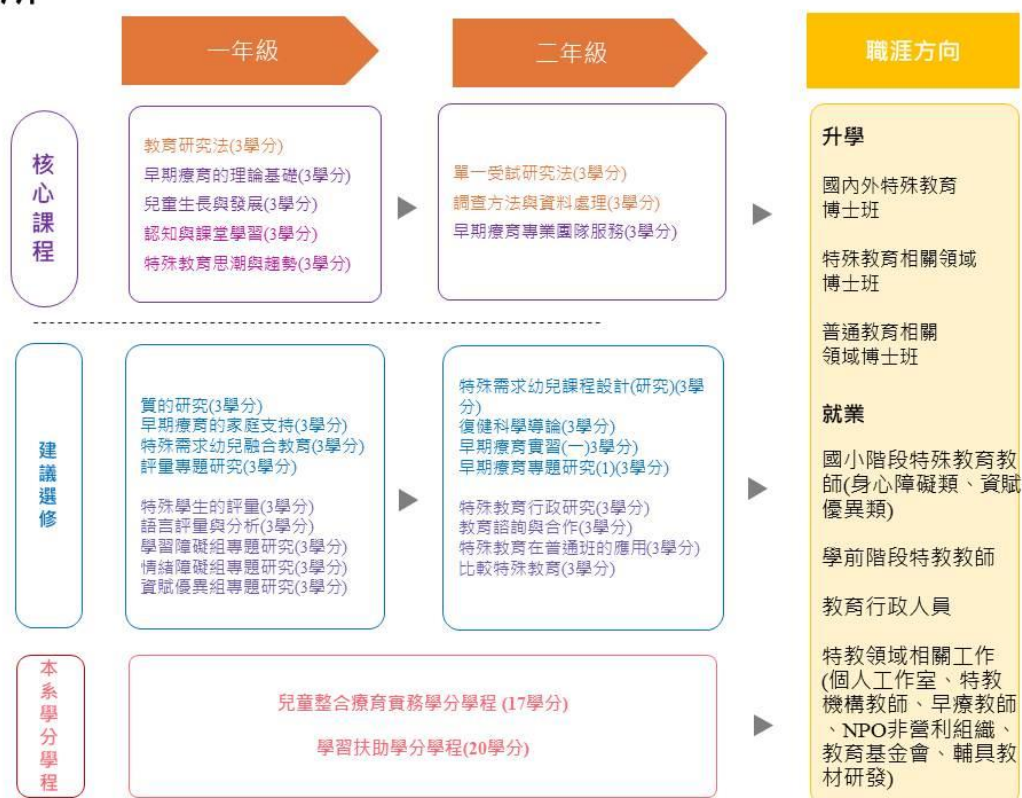 一年級
二年級
職涯方向
核心課程
教育研究法(3學分)
早期療育的理論基礎(3學分)
兒童生長與發展(3學分)
認知與課堂學習(3學分)
特殊教育思潮與趨勢(3學分)
單一受試研究法(3學分)
調查方法與資料處理(3學分)
早期療育專業團隊服務(3學分)
建議選修
質的研究(3學分)
早期療育的家庭支持(3學分)
特殊需求幼兒融合教育(3學分)
評量專題研究(3學分)
特殊學生的評量(3學分)
語言評量與分析(3學分)
學習障礙組專題研究(3學分)
情緒障礙組專題研究(3學分)
資賦優異組專題研究(3學分)
特殊需求幼兒課程設計(研究)(3學
分)
復健科學導論(3學分)
早期療育實習(一)3學分)
早期療育專題研究(1)(3學分)
特殊教育行政研究(3學分)
教育諮詢與合作(3學分)
特殊教育在普通班的應用(3學分)
比較特殊教育(3學分)
本系學分學程
兒童整合療育實務學分學程 (17學分)
學習扶助學分學程(20學分)
升學
國內外特殊教育
博士班
特殊教育相關領域
博士班
普通教育相關
領域博士班
就業
國小階段特殊教育教
師(身心障礙類、資賦
優異類)
學前階段特教教師
教育行政人員
特教領域相關工作
(個人工作室、特教
機構教師、早療教師
、NPO非營利組織、
教育基金會、輔具教
材研發)